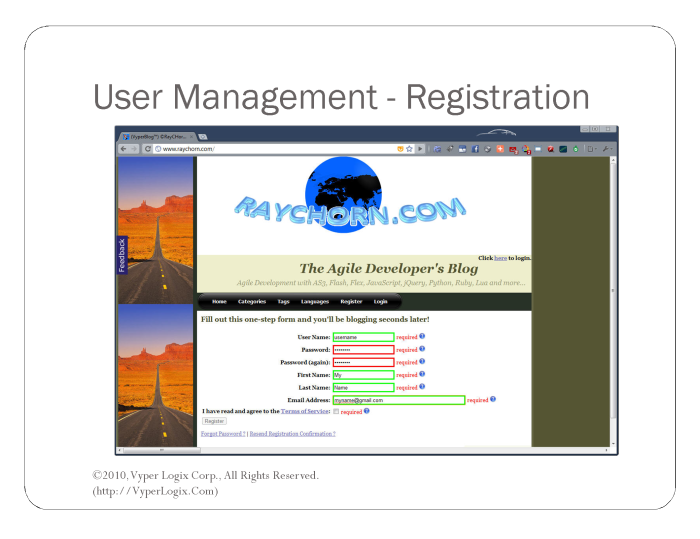 User Management - Registration
www.raychorn.com/
RAYCHORN.COM
Feedback
Click here to login.
The Agile Developer's Blog
Agile Development with AS3, Flash, Flex, JavaScript, jQuery, Python, Ruby, Lua and more...
Home Categories Tags Languages Register Login
Fill out this one-step form and you'll be blogging seconds later!
User Name: username required
Password: •••••••• required
Password (again): •••••••• required
First Name: My required
Last Name: Name required
Email Address: myname@gmail.com required
I have read and agree to the Terms of Service: required
Register
Forgot Password ? | Resend Registration Confirmation ?
©2010, Vyper Logix Corp., All Rights Reserved.
(http://VyperLogix.Com)